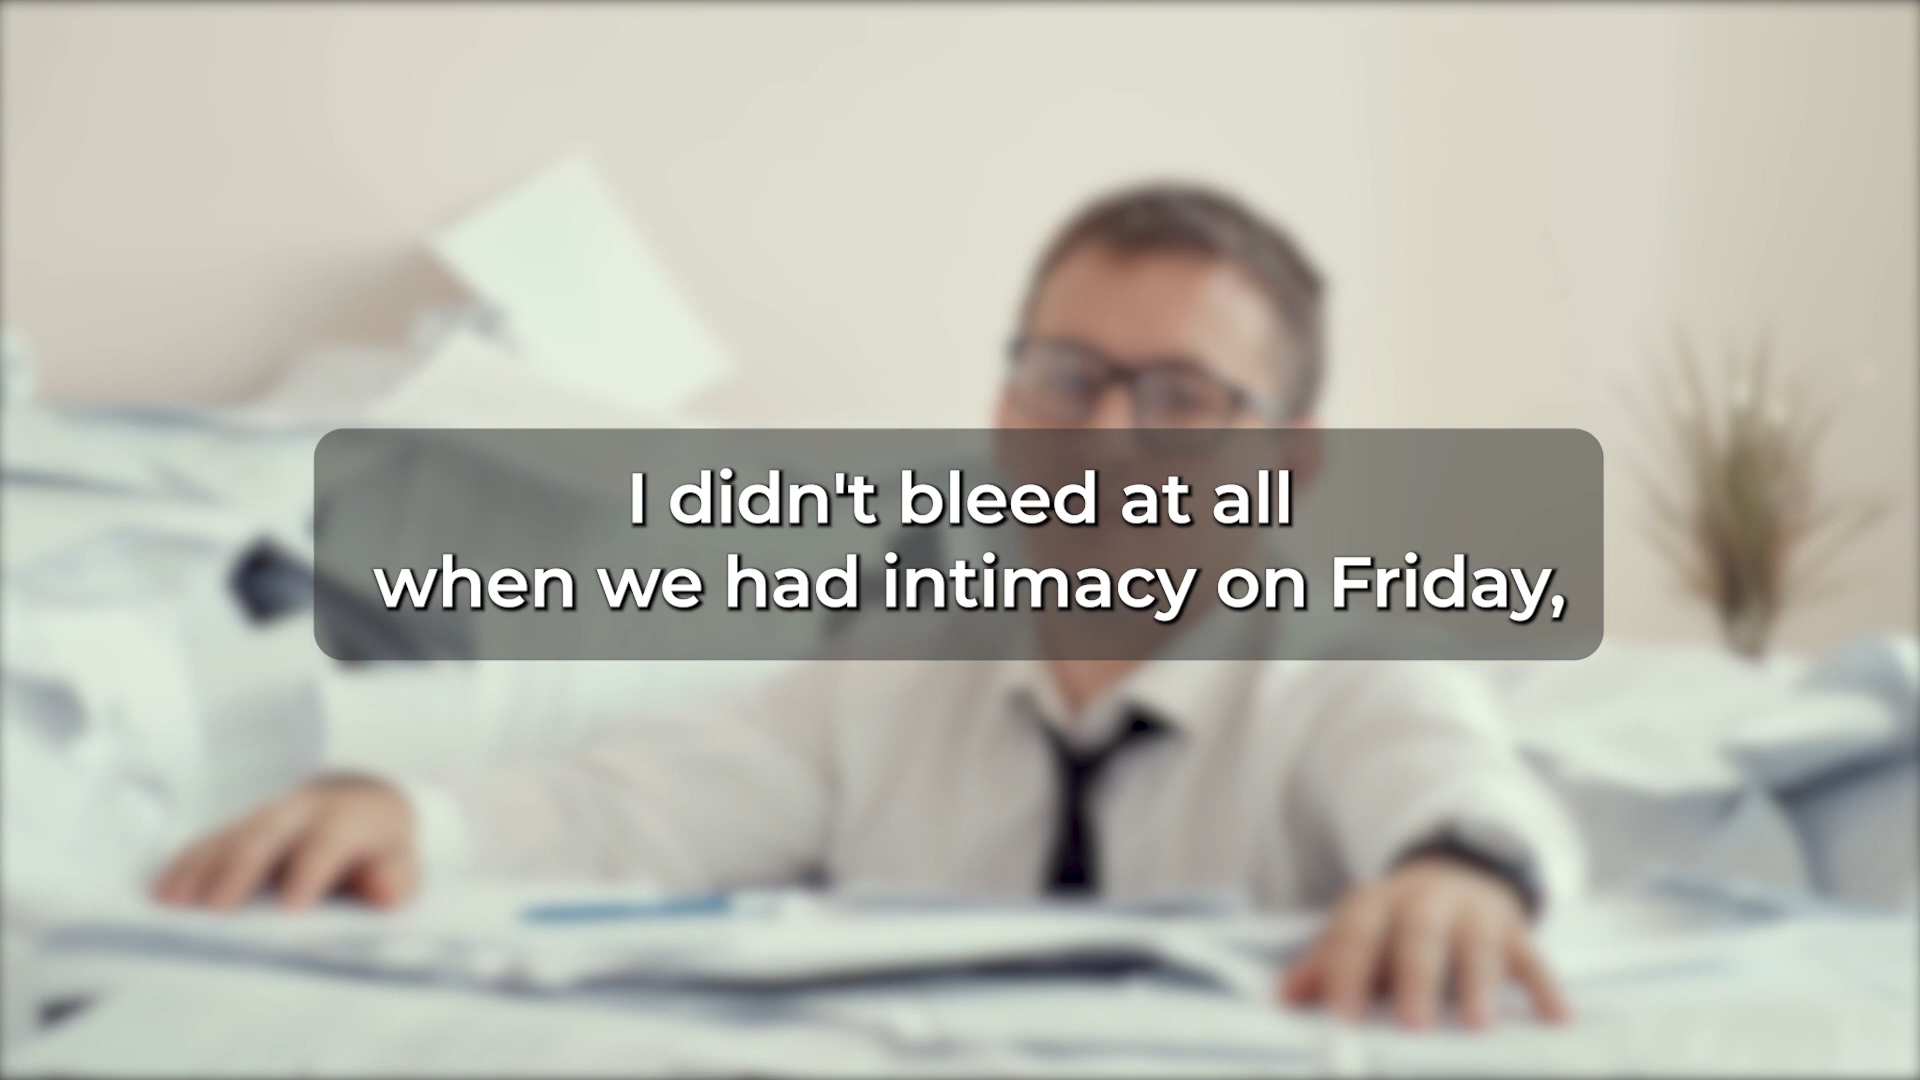 I didn't bleed at all
when we had intimacy on Friday,